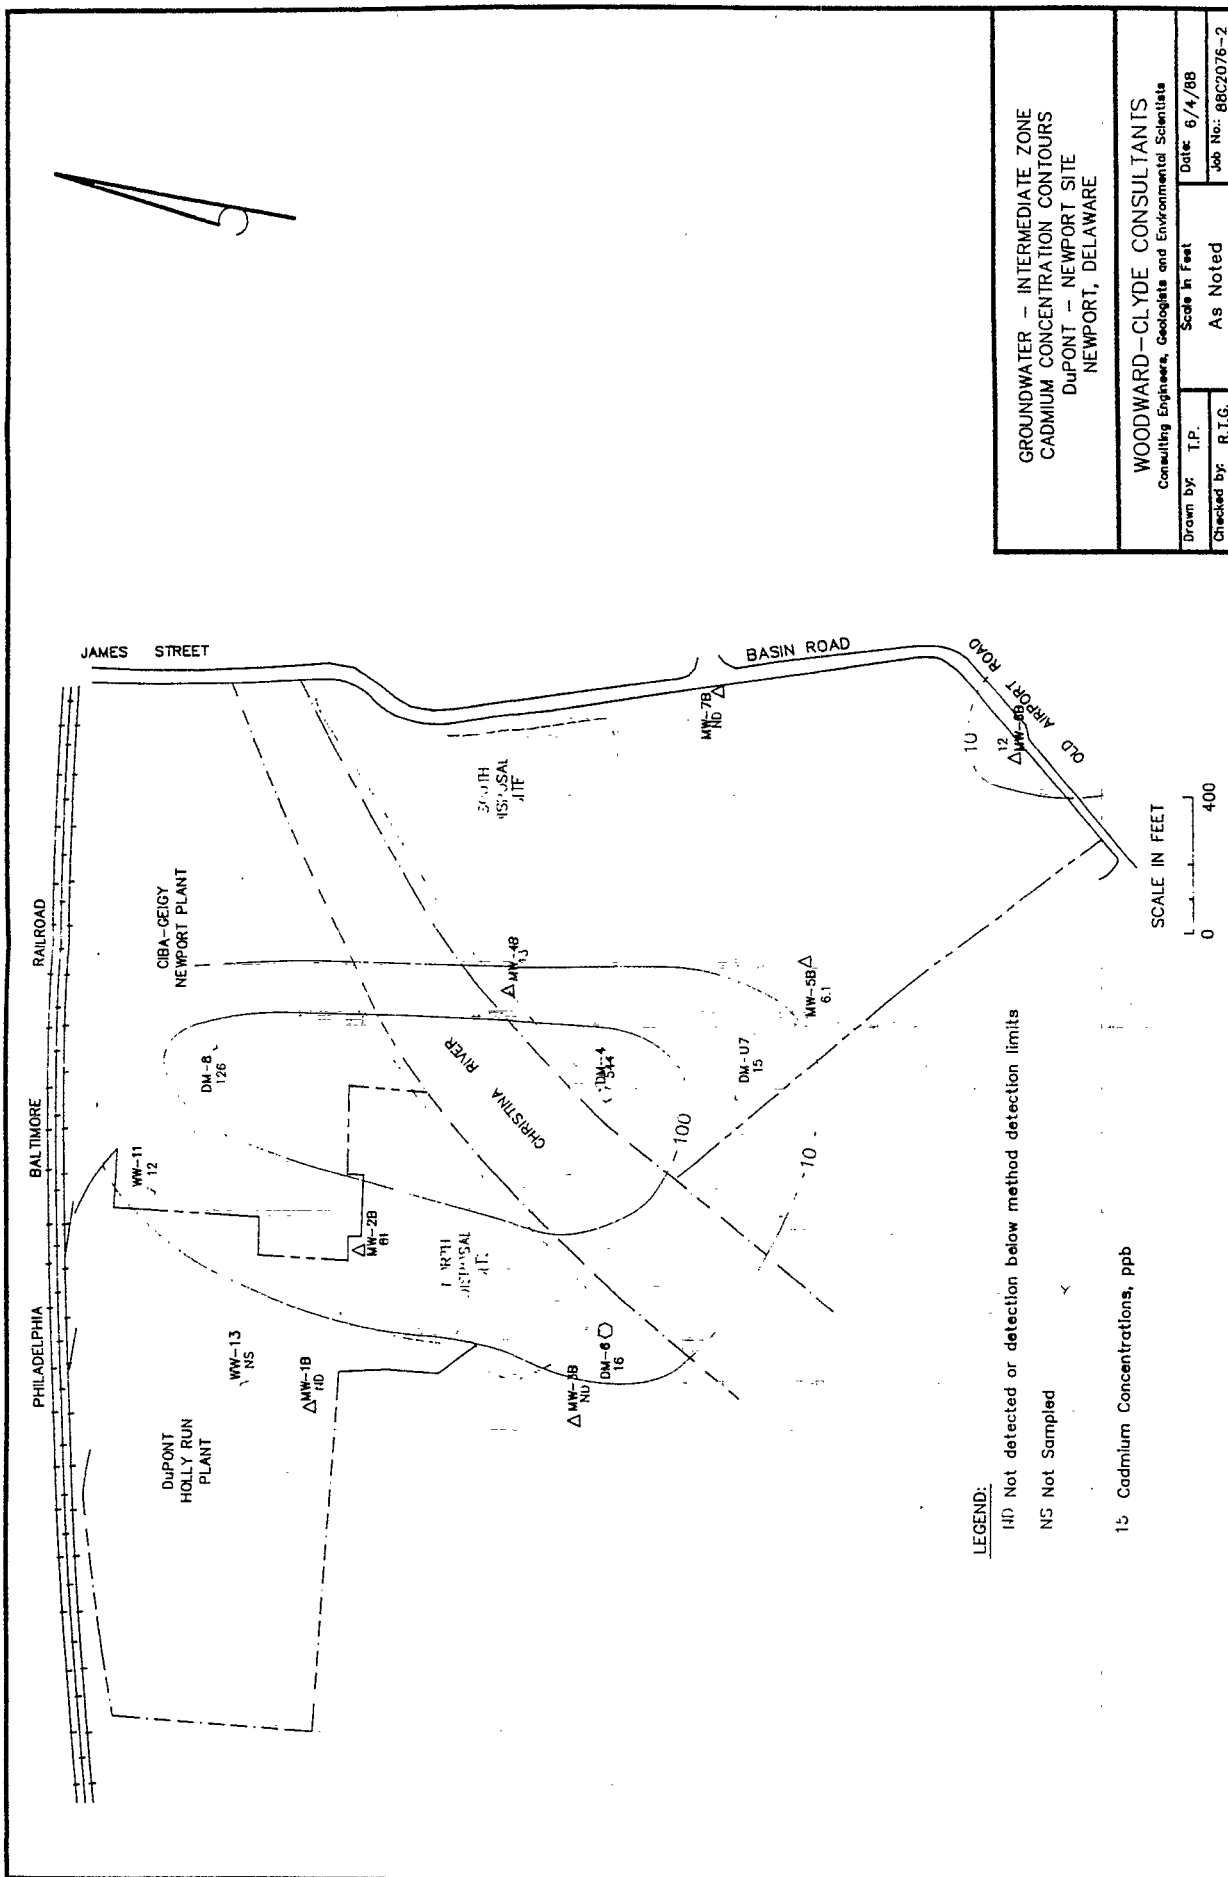 PHILADELPHIA
BALTIMORE
RAILROAD
JAMES STREET
DuPONT
HOLLY RUN
PLANT
WW-13
NS
MW-1B
ND
WW-11
12
MW-2B
61
DM-8
126
CIBA-GEIGY
NEWPORT PLANT
CHRISTINA
RIVER
MW-3B
ND
DM-6
16
DM-4
MW-4B
DM-U7
15
MW-5B
6.1
MW-7B
ND
BASIN ROAD
OLD AIRPORT ROAD
12
100
10
10
SCALE IN FEET
0
400
LEGEND:
ND Not detected or detection below method detection limits
NS Not Sampled
15 Cadmium Concentrations, ppb
GROUNDWATER - INTERMEDIATE ZONE
CADMIUM CONCENTRATION CONTOURS
DuPONT - NEWPORT SITE
NEWPORT, DELAWARE
WOODWARD-CLYDE CONSULTANTS
Consulting Engineers, Geologists and Environmental Scientists
Drawn by: T.P.
Scale in Feet
Date: 6/4/88
Checked by: R.T.G.
As Noted
Job No.: 88C2076-2